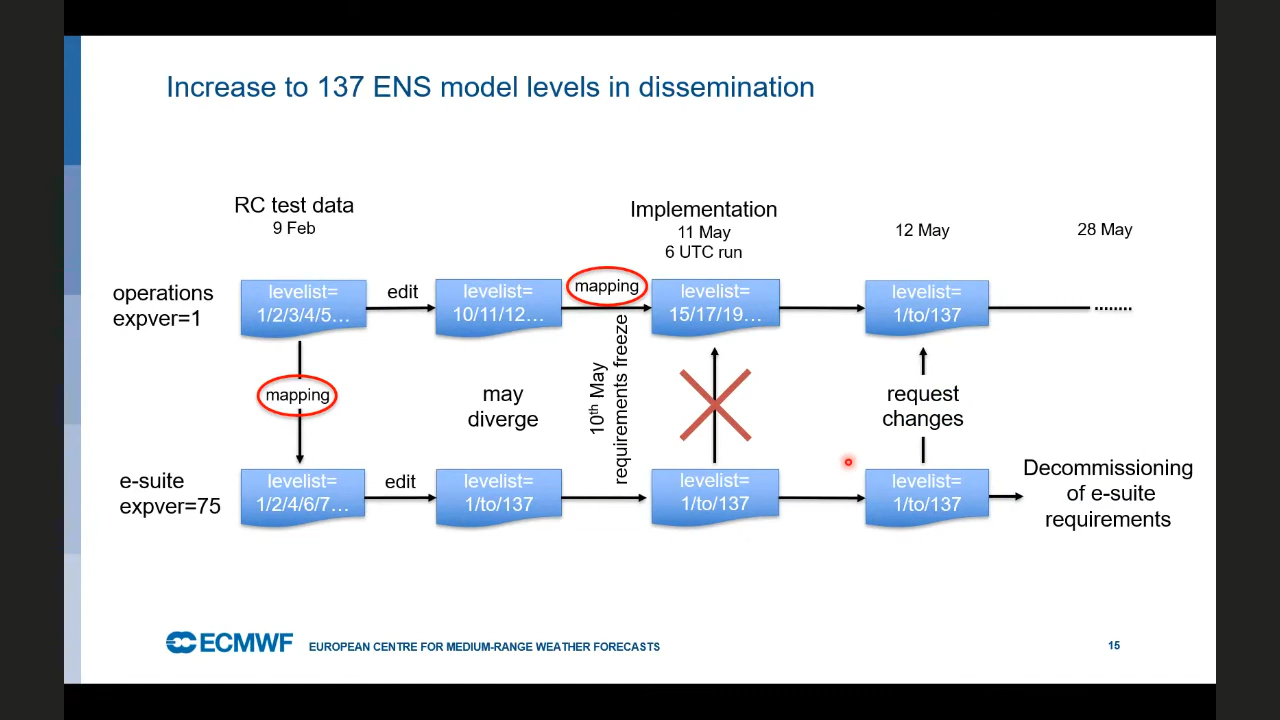 Increase to 137 ENS model levels in dissemination
RC test data
9 Feb
Implementation
11 May
6 UTC run
12 May
28 May
operations
expver=1
levelist=
1/2/3/4/5...
edit
levelist=
10/11/12...
mapping
levelist=
15/17/19...
levelist=
1/to/137
........
mapping
may
diverge
10th May
requirements freeze
request
changes
e-suite
expver=75
levelist=
1/2/4/6/7...
edit
levelist=
1/to/137
levelist=
1/to/137
levelist=
1/to/137
Decommissioning
of e-suite
requirements
ECMWF
EUROPEAN CENTRE FOR MEDIUM-RANGE WEATHER FORECASTS
15